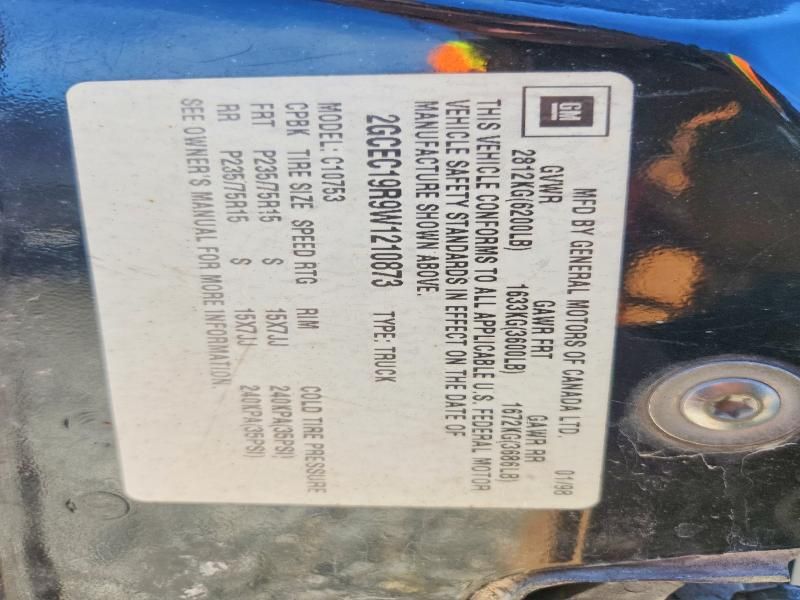 GM
MFD BY GENERAL MOTORS OF CANADA LTD. 01/98
GVWR GAWR FRT GAWR RR
2812KG(6200LB) 1633KG(3600LB) 1672KG(3686LB)
THIS VEHICLE CONFORMS TO ALL APPLICABLE U.S. FEDERAL MOTOR
VEHICLE SAFETY STANDARDS IN EFFECT ON THE DATE OF
MANUFACTURE SHOWN ABOVE.
2GCEC19R9W1210873 TYPE: TRUCK
MODEL: C10753
CPBK TIRE SIZE SPEED RTG RIM COLD TIRE PRESSURE
FRT P235/75R15 S 15X7JJ 240KPA(35PSI)
RR P235/75R15 S 15X7JJ 240KPA(35PSI)
SEE OWNER'S MANUAL FOR MORE INFORMATION.